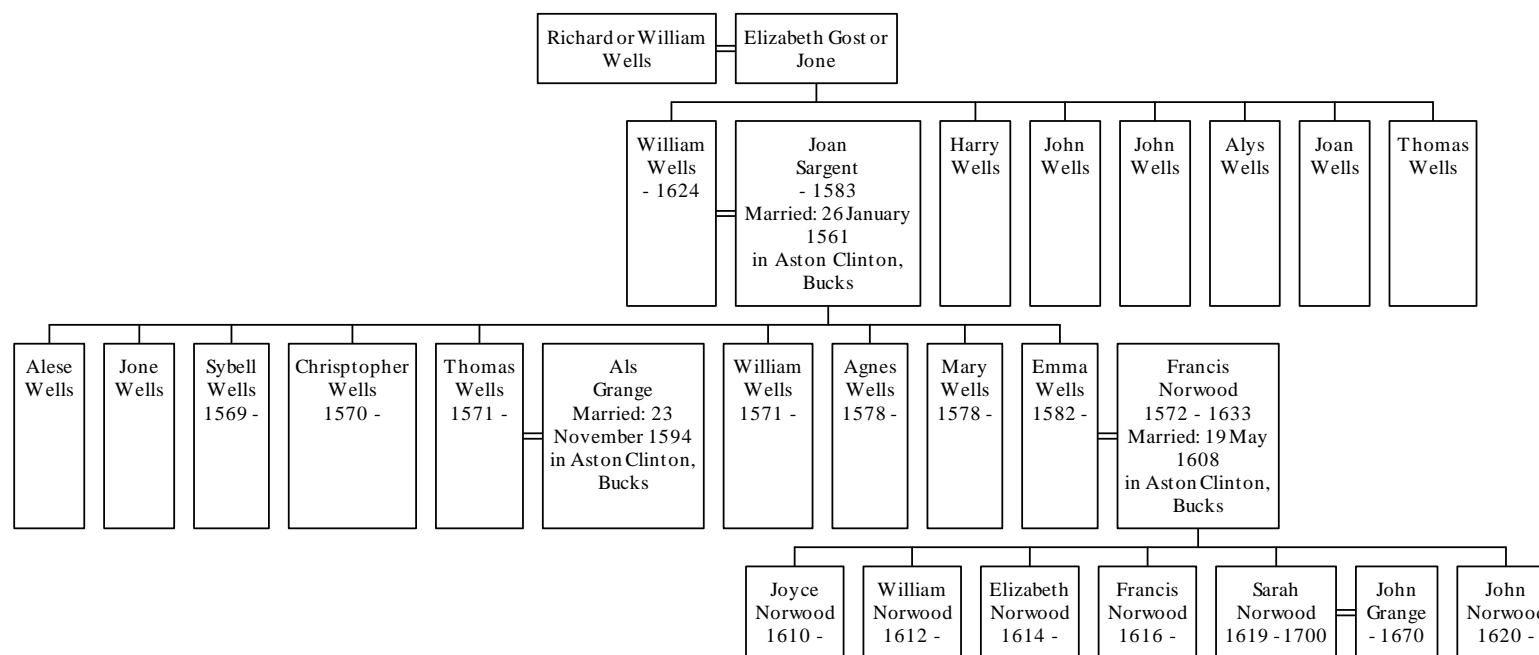 Richard or William
Wells
Elizabeth Gost or
Jone
William
Wells
- 1624
Joan
Sargent
- 1583
Married: 26 January
1561
in Aston Clinton,
Bucks
Harry
Wells
John
Wells
John
Wells
Alys
Wells
Joan
Wells
Thomas
Wells
Alese
Wells
Jone
Wells
Sybell
Wells
1569 -
Chrisptopher
Wells
1570 -
Thomas
Wells
1571 -
Als
Grange
Married: 23
November 1594
in Aston Clinton,
Bucks
William
Wells
1571 -
Agnes
Wells
1578 -
Mary
Wells
1578 -
Emma
Wells
1582 -
Francis
Norwood
1572 - 1633
Married: 19 May
1608
in Aston Clinton,
Bucks
Joyce
Norwood
1610 -
William
Norwood
1612 -
Elizabeth
Norwood
1614 -
Francis
Norwood
1616 -
Sarah
Norwood
1619 - 1700
John
Grange
- 1670
John
Norwood
1620 -